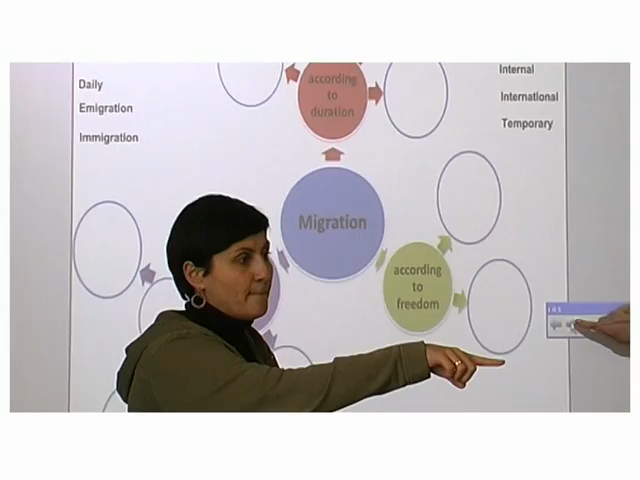 Daily
Emigration
Immigration
according
to
duration
Internal
International
Temporary
Migration
according
to
freedom